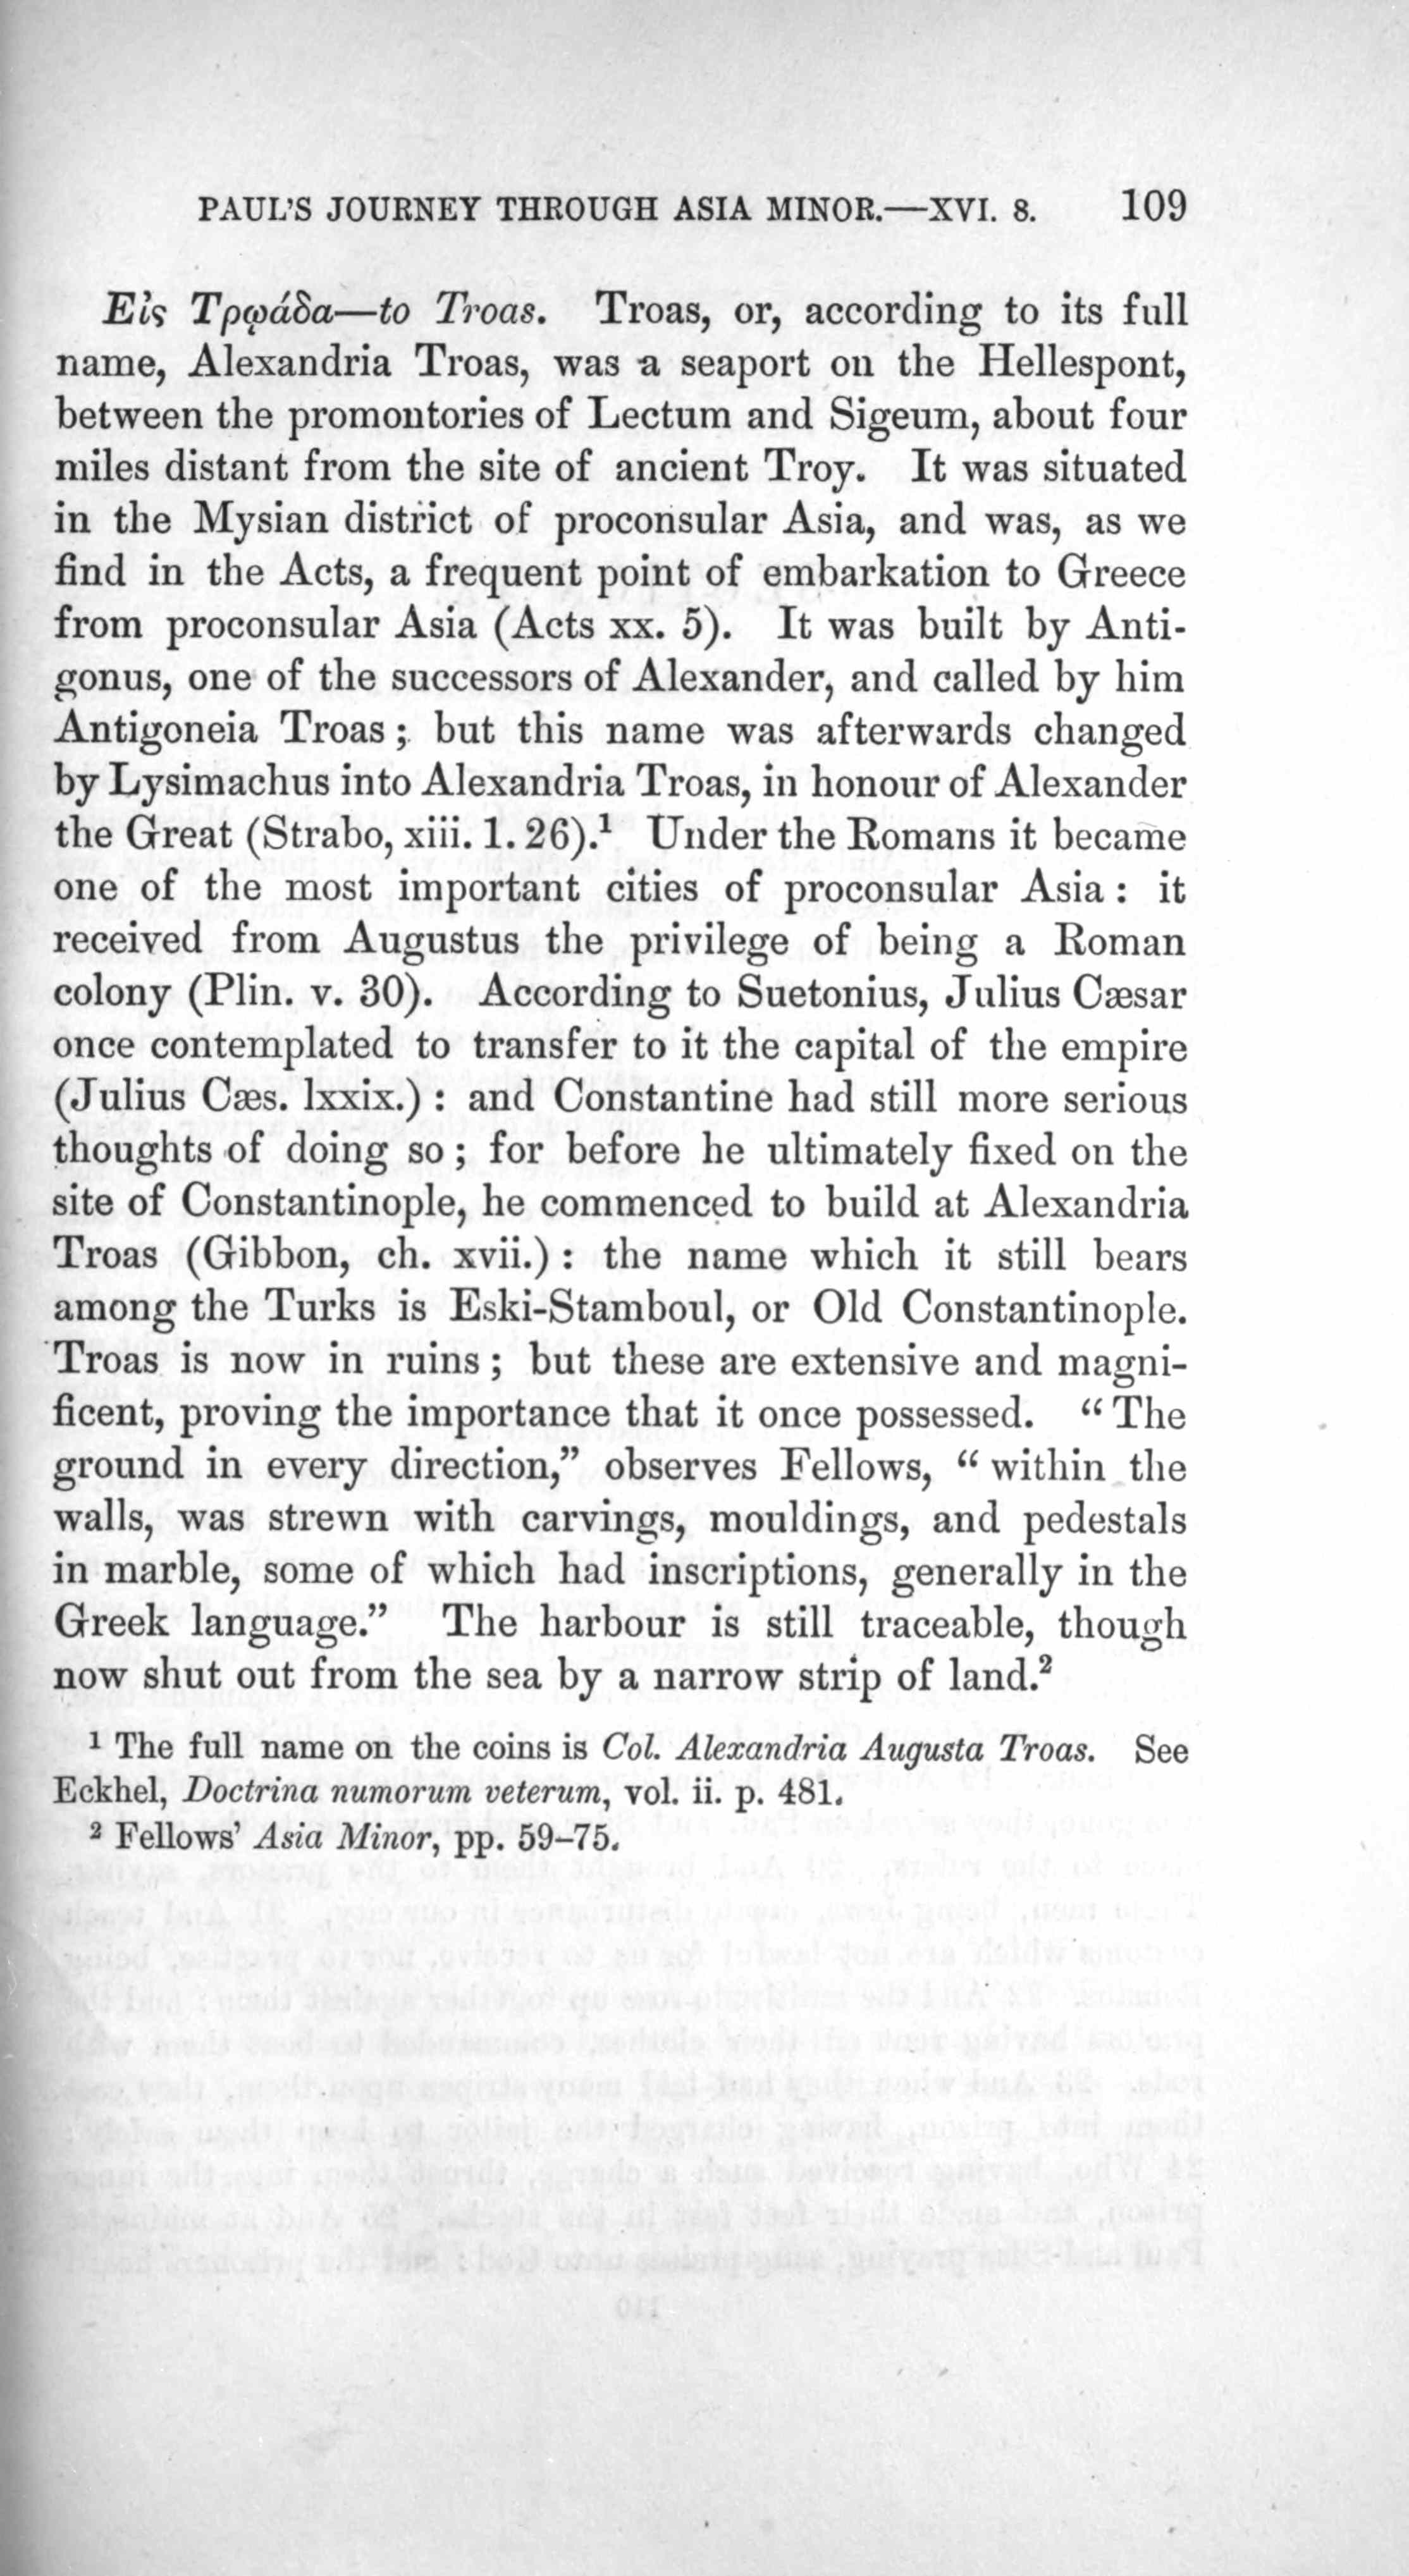 PAUL'S JOURNEY THROUGH ASIA MINOR.—XVI. 8. 109
Εἰς Τρῳάδα—to Troas. Troas, or, according to its full
name, Alexandria Troas, was a seaport on the Hellespont,
between the promontories of Lectum and Sigeum, about four
miles distant from the site of ancient Troy. It was situated
in the Mysian district of proconsular Asia, and was, as we
find in the Acts, a frequent point of embarkation to Greece
from proconsular Asia (Acts xx. 5). It was built by Anti-
gonus, one of the successors of Alexander, and called by him
Antigoneia Troas; but this name was afterwards changed
by Lysimachus into Alexandria Troas, in honour of Alexander
the Great (Strabo, xiii. 1. 26).¹ Under the Romans it became
one of the most important cities of proconsular Asia: it
received from Augustus the privilege of being a Roman
colony (Plin. v. 30). According to Suetonius, Julius Cæsar
once contemplated to transfer to it the capital of the empire
(Julius Cæs. lxxix.): and Constantine had still more serious
thoughts of doing so; for before he ultimately fixed on the
site of Constantinople, he commenced to build at Alexandria
Troas (Gibbon, ch. xvii.): the name which it still bears
among the Turks is Eski-Stamboul, or Old Constantinople.
Troas is now in ruins; but these are extensive and magni-
ficent, proving the importance that it once possessed. "The
ground in every direction," observes Fellows, "within the
walls, was strewn with carvings, mouldings, and pedestals
in marble, some of which had inscriptions, generally in the
Greek language." The harbour is still traceable, though
now shut out from the sea by a narrow strip of land.²
¹ The full name on the coins is Col. Alexandria Augusta Troas. See
Eckhel, Doctrina numorum veterum, vol. ii. p. 481.
² Fellows' Asia Minor, pp. 59–75.